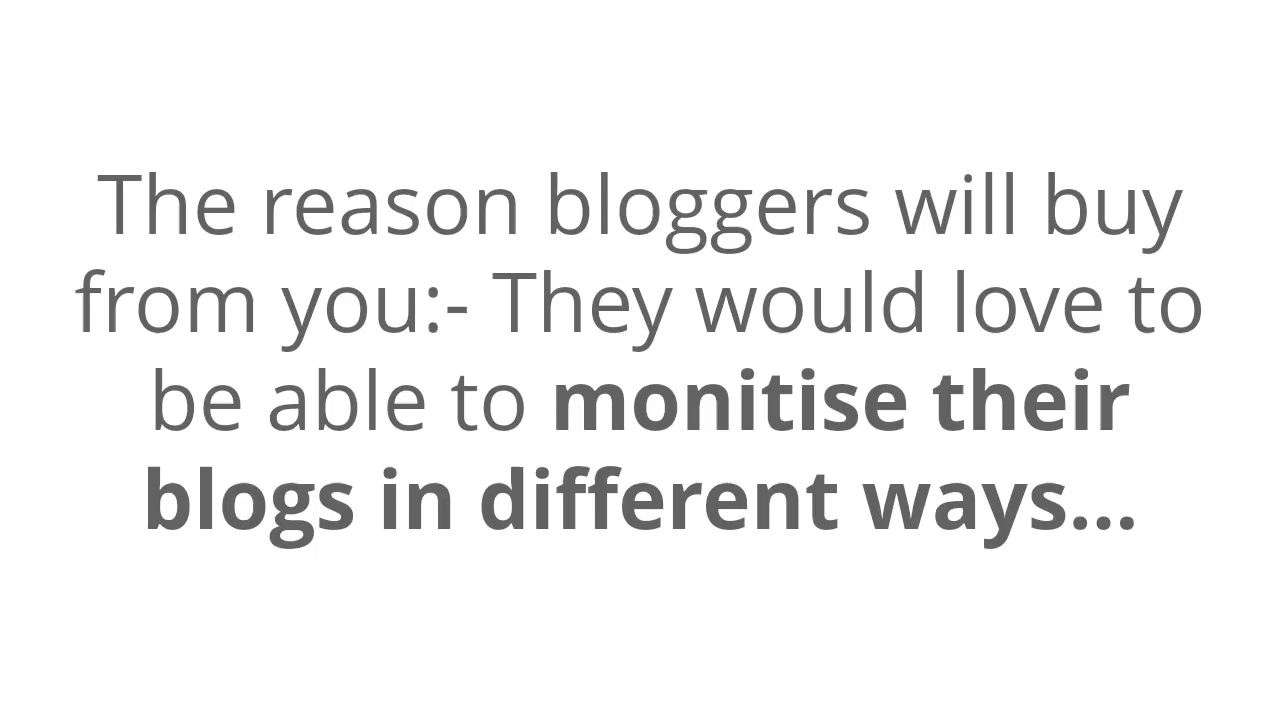 The reason bloggers will buy
from you:- They would love to
be able to monitise their
blogs in different ways...